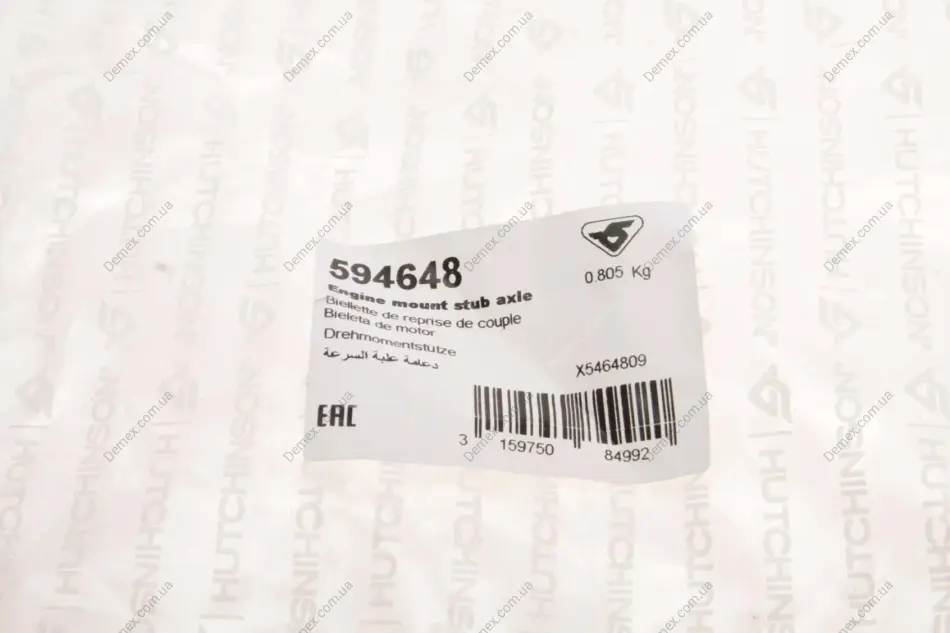 594648
0.805 Kg
Engine mount stub axle
Biellette de reprise de couple
Bieleta de motor
Drehmomentstutze
دعامة علبة السرعة
X5464809
EAC
3 159750 84992
HUTCHINSON
Demex.com.ua